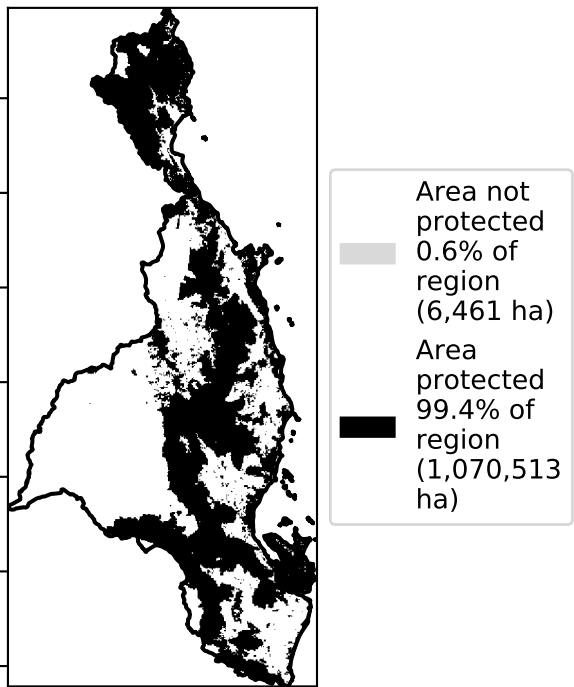 Area not
protected
0.6% of
region
(6,461 ha)
Area
protected
99.4% of
region
(1,070,513
ha)